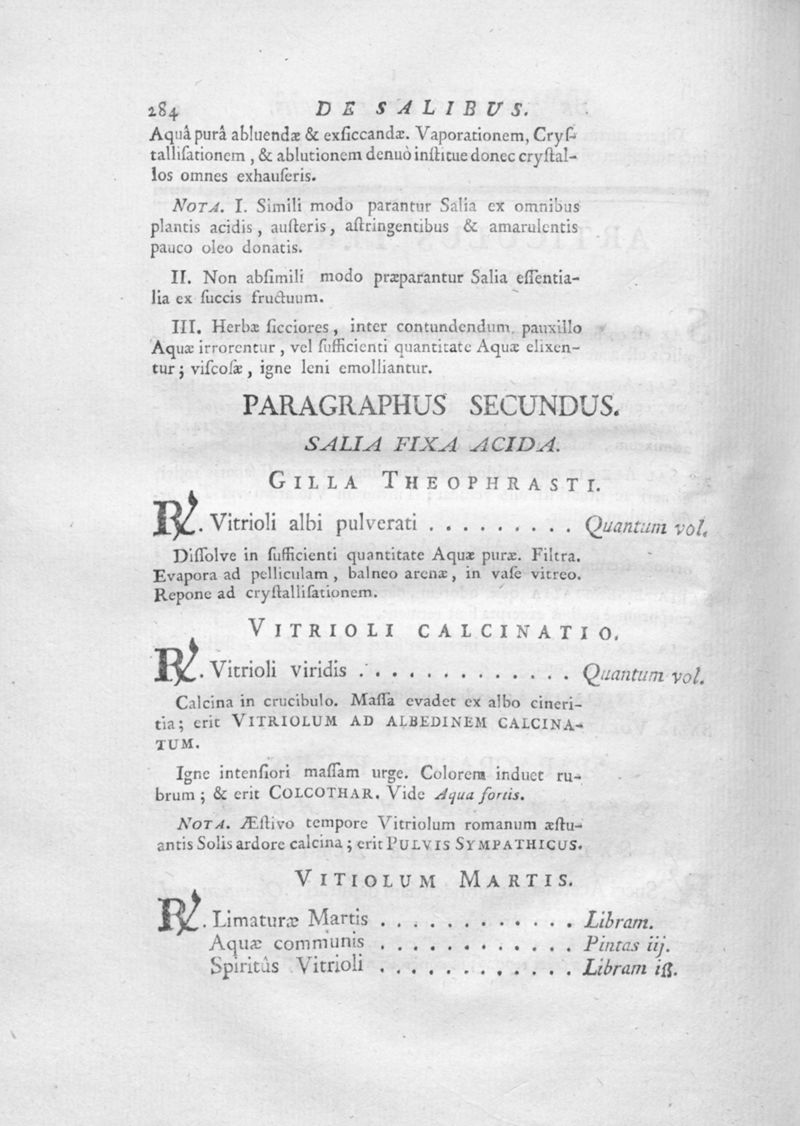 284 DE SALIBUS.
Aquâ purâ abluendæ & exſiccandæ. Vaporationem, Cryſ-
talliſationem, & ablutionem denuò inſtitue donec cryſtal-
los omnes exhauſeris.
NOTA. I. Simili modo parantur Salia ex omnibus
plantis acidis, auſteris, aſtringentibus & amarulentis
pauco oleo donatis.
II. Non abſimili modo præparantur Salia eſſentia-
lia ex ſuccis fructuum.
III. Herbæ ſicciores, inter contundendum, pauxillo
Aquæ irrorentur, vel ſufficienti quantitate Aquæ elixen-
tur; viſcoſæ, igne leni emolliantur.
PARAGRAPHUS SECUNDUS.
SALIA FIXA ACIDA.
GILLA THEOPHRASTI.
℞. Vitrioli albi pulverati . . . . . . . . . Quantum vol.
Diſſolve in ſufficienti quantitate Aquæ puræ. Filtra.
Evapora ad pelliculam, balneo arenæ, in vaſe vitreo.
Repone ad cryſtalliſationem.
VITRIOLI CALCINATIO.
℞. Vitrioli viridis . . . . . . . . . . . . . Quantum vol.
Calcina in crucibulo. Maſſa evadet ex albo cineri-
tia; erit VITRIOLUM AD ALBEDINEM CALCINA-
TUM.
Igne intenſiori maſſam urge. Colorem induet ru-
brum; & erit COLCOTHAR. Vide Aqua fortis.
NOTA. Æſtivo tempore Vitriolum romanum æſtu-
antis Solis ardore calcina; erit PULVIS SYMPATHICUS.
VITIOLUM MARTIS.
℞. Limaturæ Martis . . . . . . . . . . . . Libram.
Aquæ communis . . . . . . . . . . . . Pintas iij.
Spiritûs Vitrioli . . . . . . . . . . . . Libram iß.